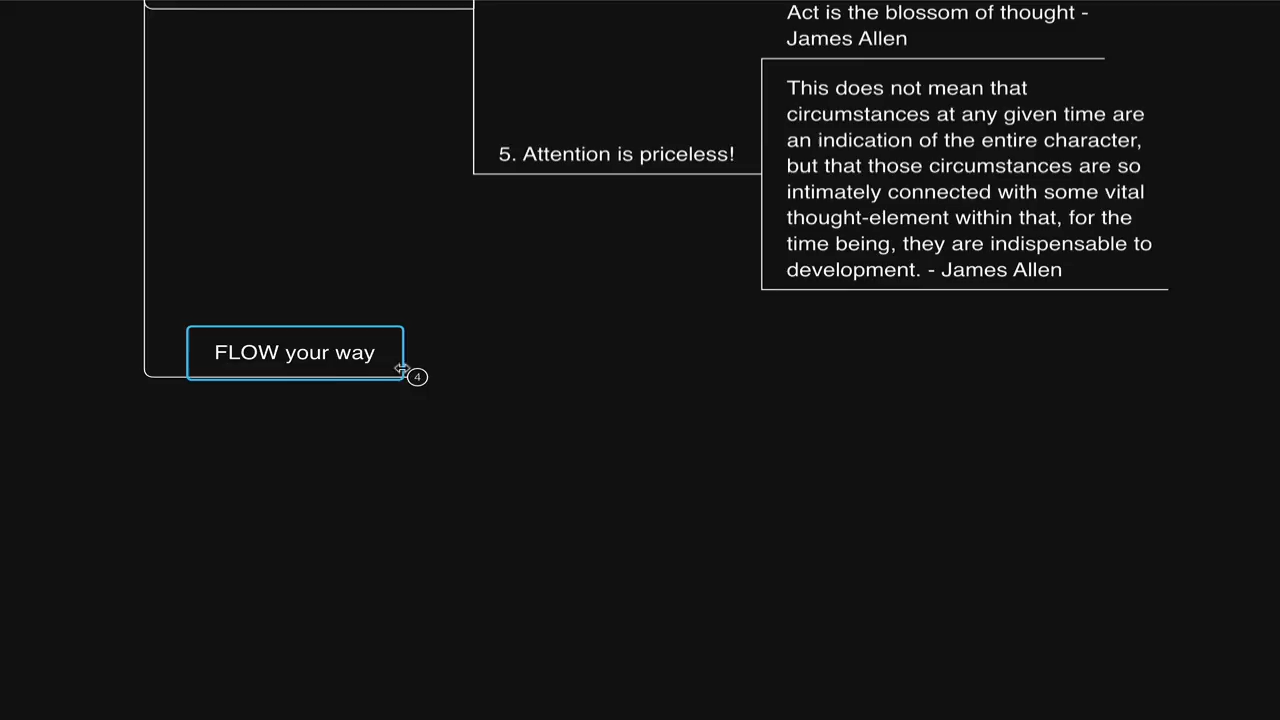 Act is the blossom of thought -
James Allen
This does not mean that
circumstances at any given time are
an indication of the entire character,
but that those circumstances are so
intimately connected with some vital
thought-element within that, for the
time being, they are indispensable to
development. - James Allen
5. Attention is priceless!
FLOW your way
4